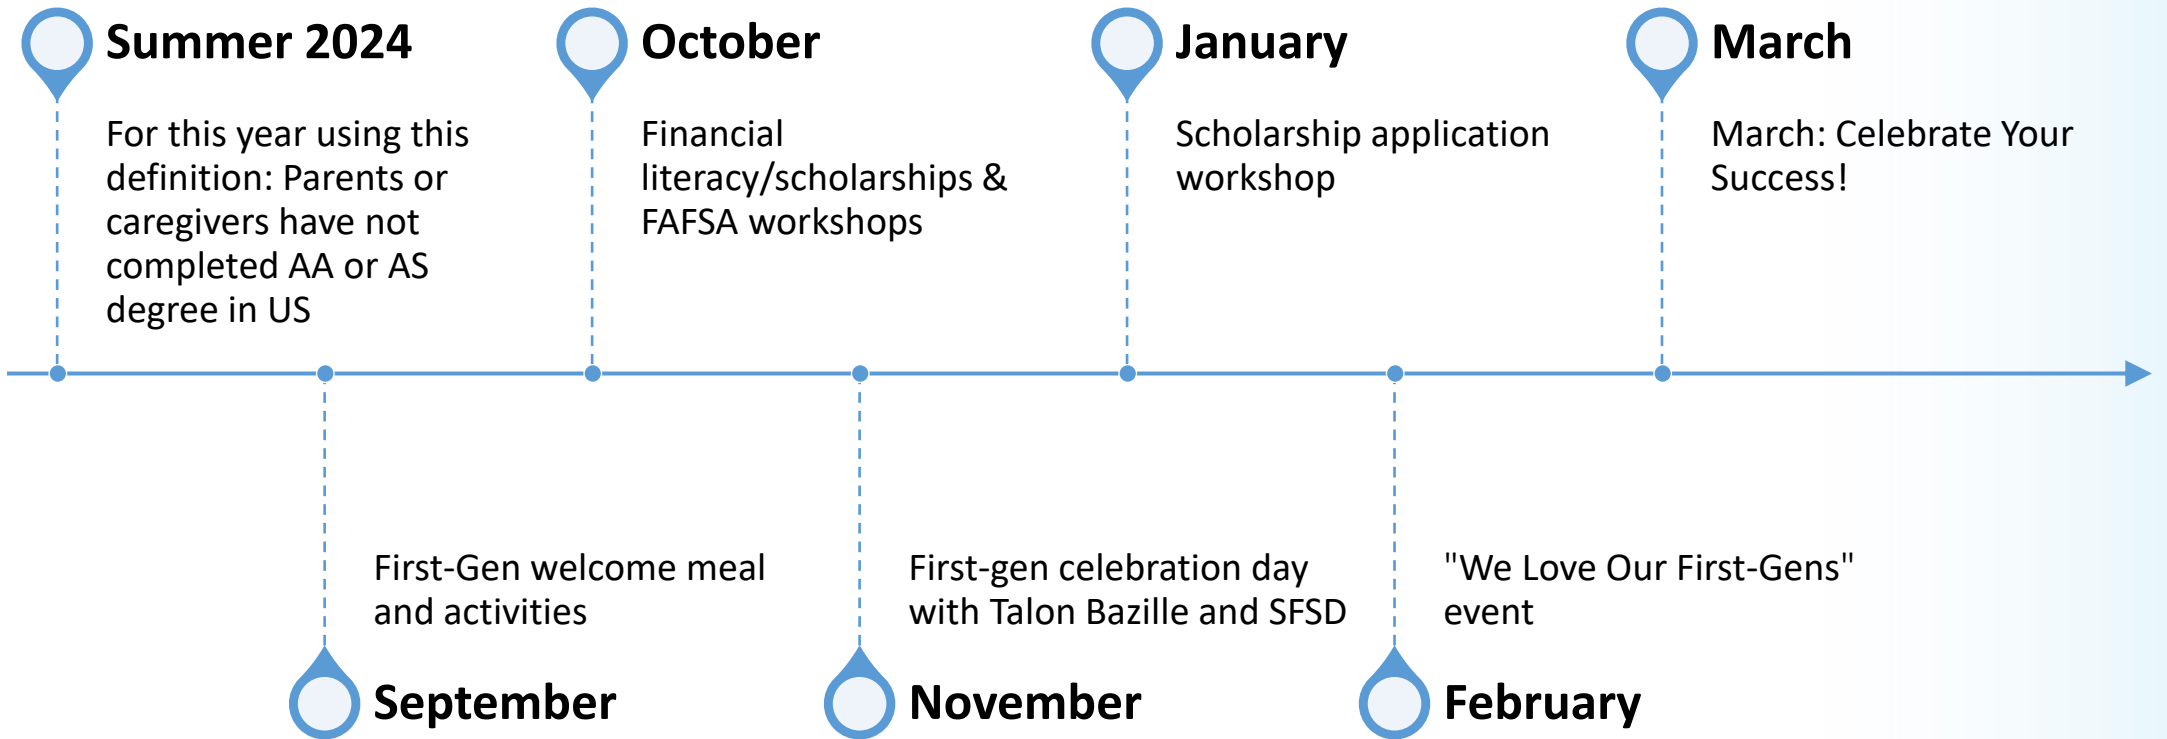 Summer 2024
For this year using this
definition: Parents or
caregivers have not
completed AA or AS
degree in US
First-Gen welcome meal
and activities
September
October
Financial
literacy/scholarships &
FAFSA workshops
First-gen celebration day
with Talon Bazille and SFSD
November
January
Scholarship application
workshop
"We Love Our First-Gens"
event
February
March
March: Celebrate Your
Success!